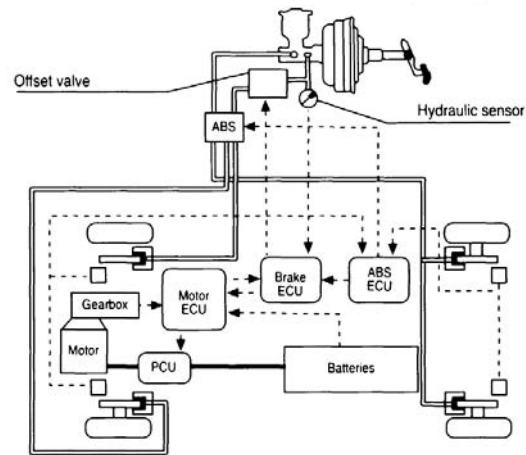 Offset valve
Hydraulic sensor
ABS
Gearbox
Motor
ECU
Brake
ECU
ABS
ECU
Motor
PCU
Batteries